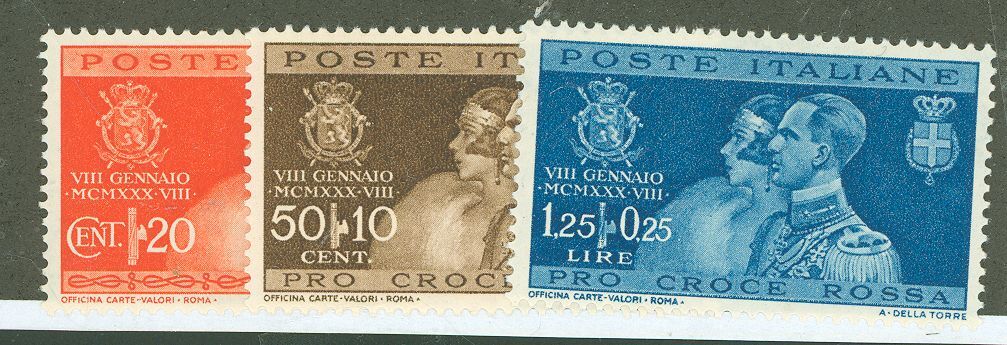 POSTE
VIII GENNAIO
·MCMXXX·VIII·
CENT. 20
OFFICINA CARTE-VALORI · ROMA ·
POSTE IT
VIII GENNAIO
·MCMXXX·VIII·
50 10
CENT.
PRO CROCE
OFFICINA CARTE-VALORI · ROMA ·
POSTE ITALIANE
VIII GENNAIO
·MCMXXX·VIII·
1,25 0,25
LIRE
PRO CROCE ROSSA
OFFICINA CARTE-VALORI · ROMA ·
A · DELLA TORRE